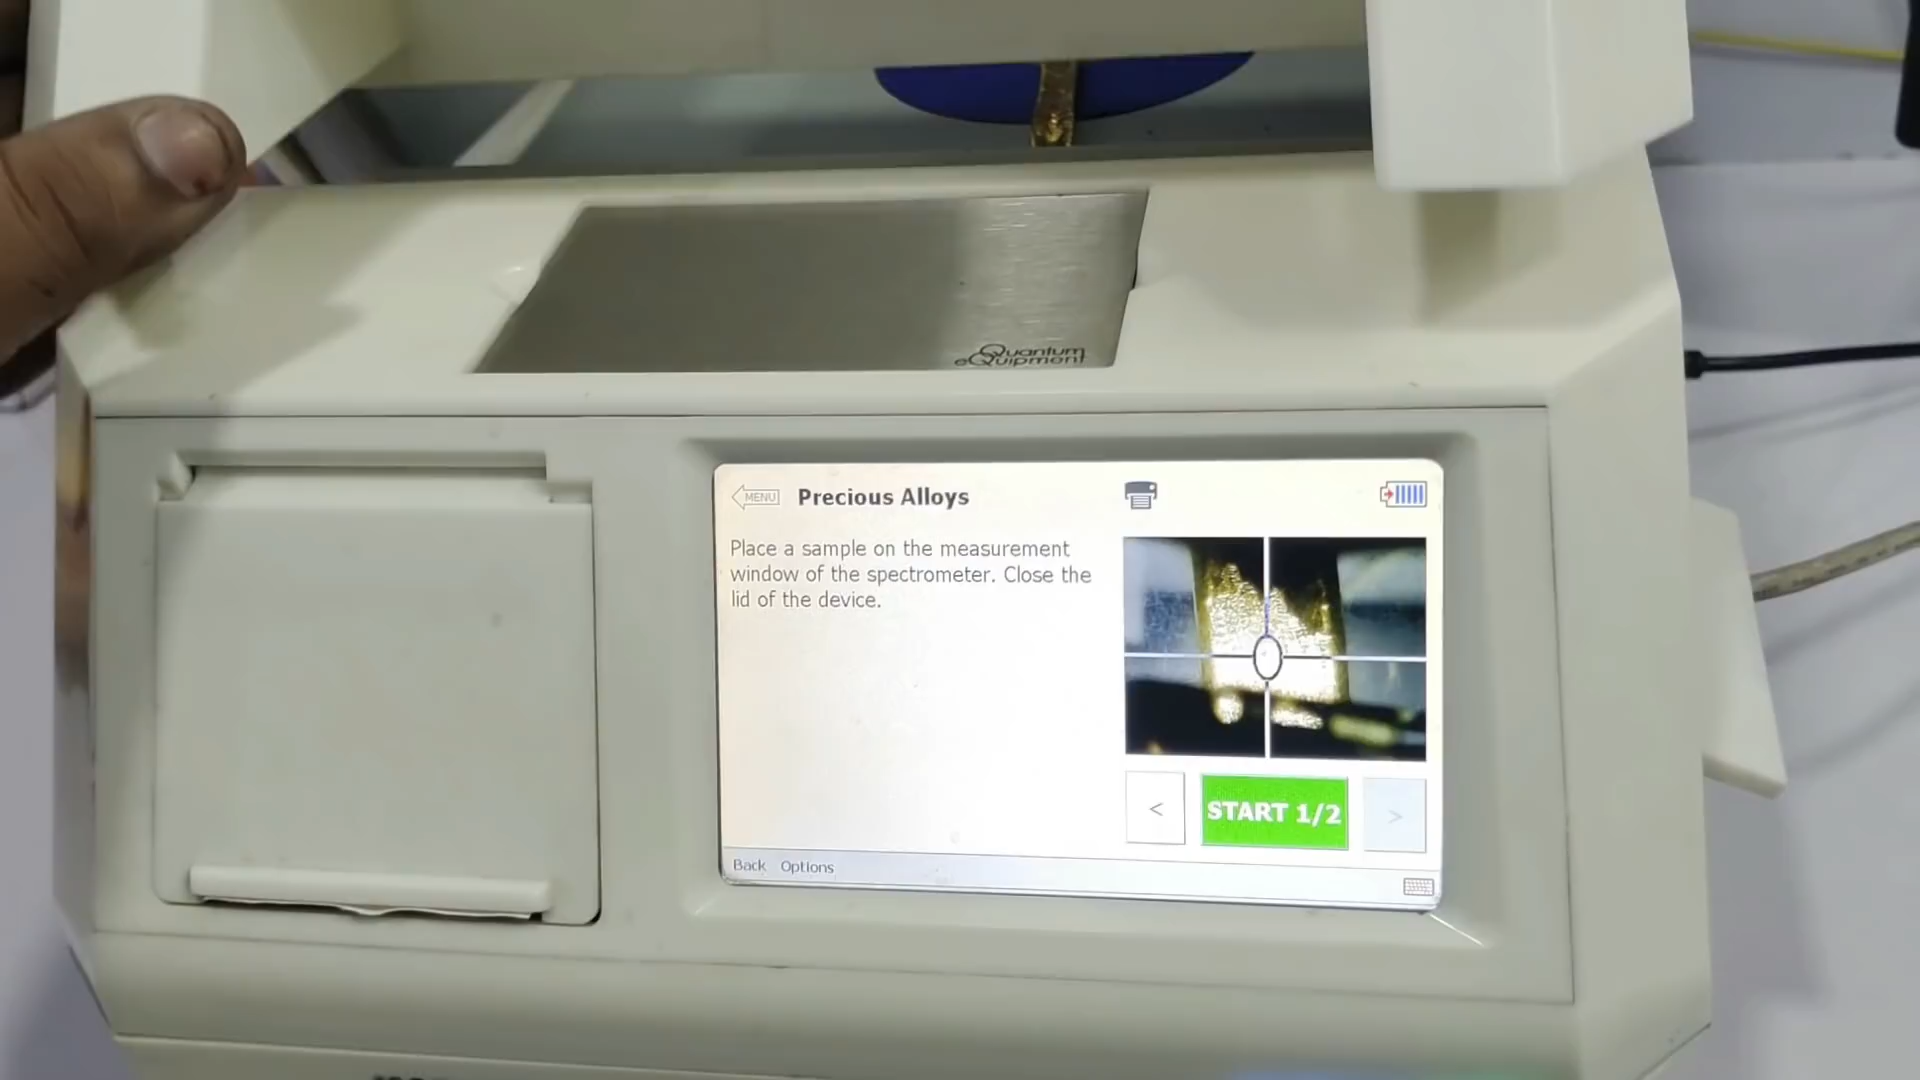 Quantum
eQuipment
MENU
Precious Alloys
Place a sample on the measurement
window of the spectrometer. Close the
lid of the device.
< START 1/2 >
Back Options